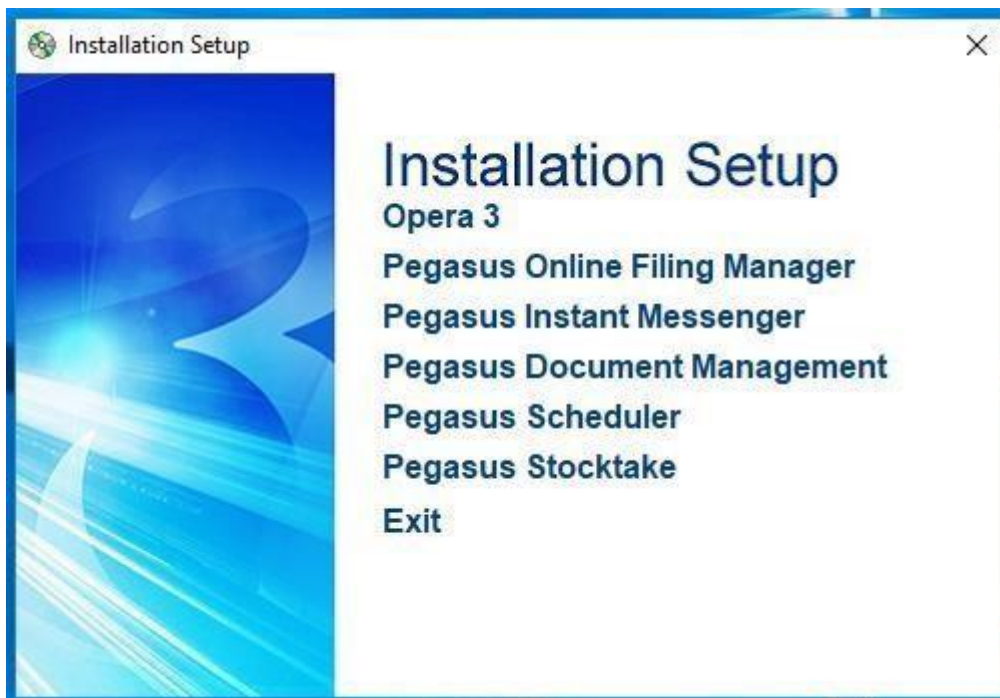 Installation Setup
Installation Setup
Opera 3
Pegasus Online Filing Manager
Pegasus Instant Messenger
Pegasus Document Management
Pegasus Scheduler
Pegasus Stocktake
Exit